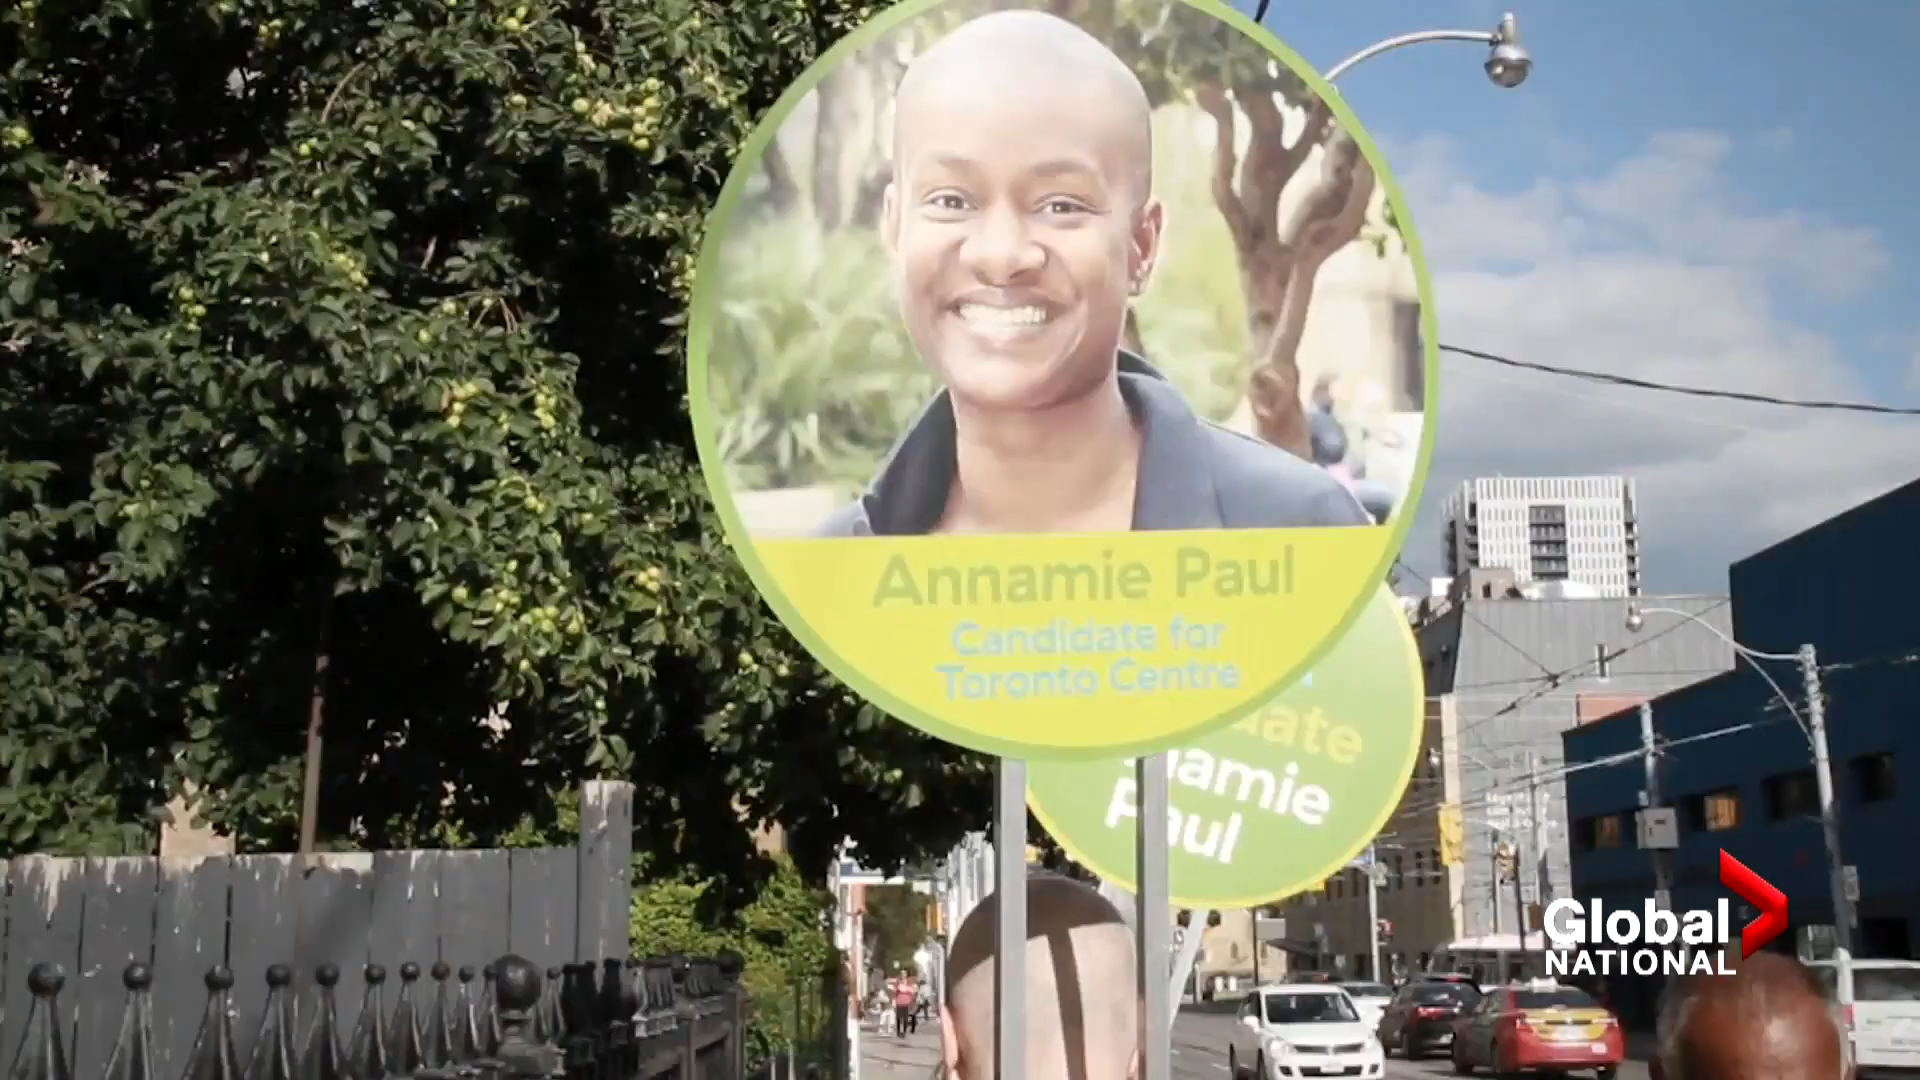 Annamie Paul
Candidate for
Toronto Centre
Paul
Global
NATIONAL